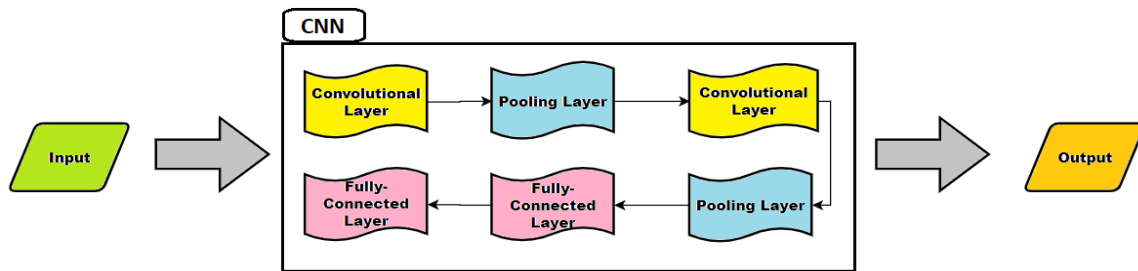 CNN
Convolutional
Layer
Pooling Layer
Convolutional
Layer
Input
Output
Fully-
Connected
Layer
Fully-
Connected
Layer
Pooling Layer